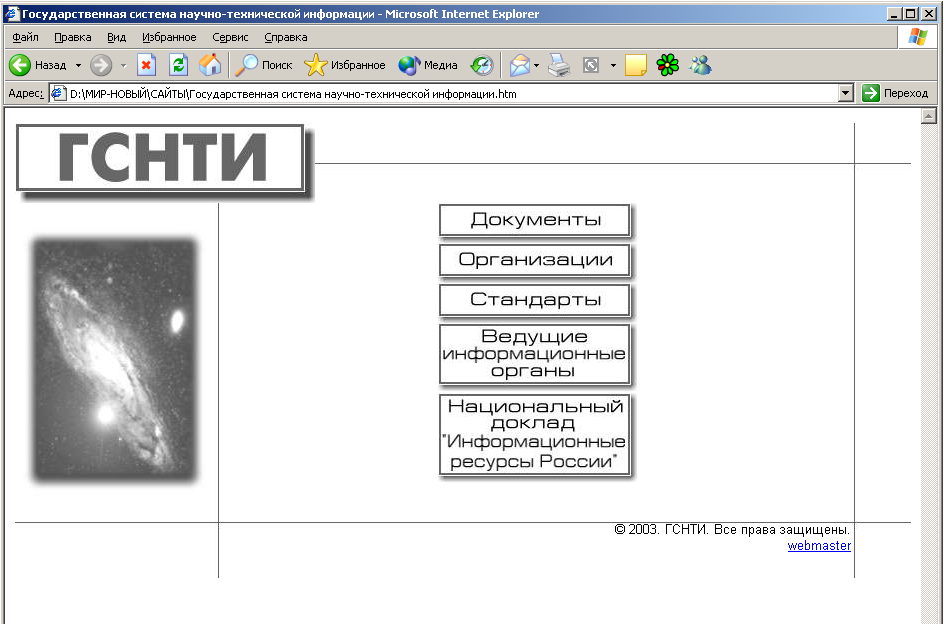 Государственная система научно-технической информации - Microsoft Internet Explorer
Файл Правка Вид Избранное Сервис Справка
Назад Поиск Избранное Медиа
Адрес: D:\МИР-НОВЫЙ\САЙТЫ\Государственная система научно-технической информации.htm Переход
ГСНТИ
Документы
Организации
Стандарты
Ведущие
информационные
органы
Национальный
доклад
"Информационные
ресурсы России"
© 2003. ГСНТИ. Все права защищены.
webmaster